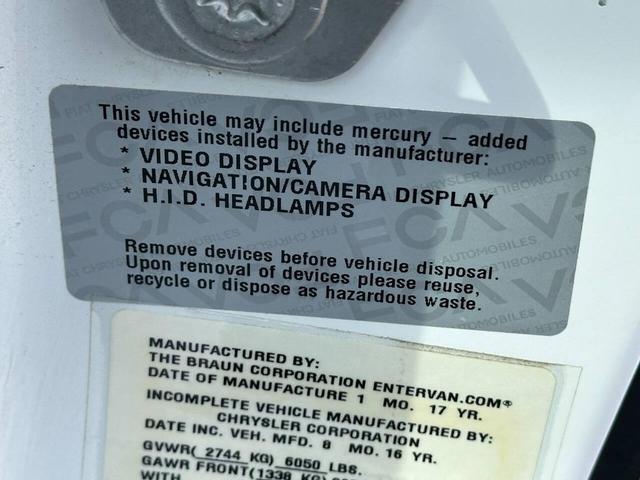 This vehicle may include mercury – added
devices installed by the manufacturer:
* VIDEO DISPLAY
* NAVIGATION/CAMERA DISPLAY
* H.I.D. HEADLAMPS
Remove devices before vehicle disposal.
Upon removal of devices please reuse,
recycle or dispose as hazardous waste.
MANUFACTURED BY:
THE BRAUN CORPORATION ENTERVAN.COM®
DATE OF MANUFACTURE 1 MO. 17 YR.
INCOMPLETE VEHICLE MANUFACTURED BY:
CHRYSLER CORPORATION
DATE INC. VEH. MFD. 8 MO. 16 YR.
GVWR( 2744 KG) 6050 LBS.
GAWR FRONT(1338 KG)
WITH